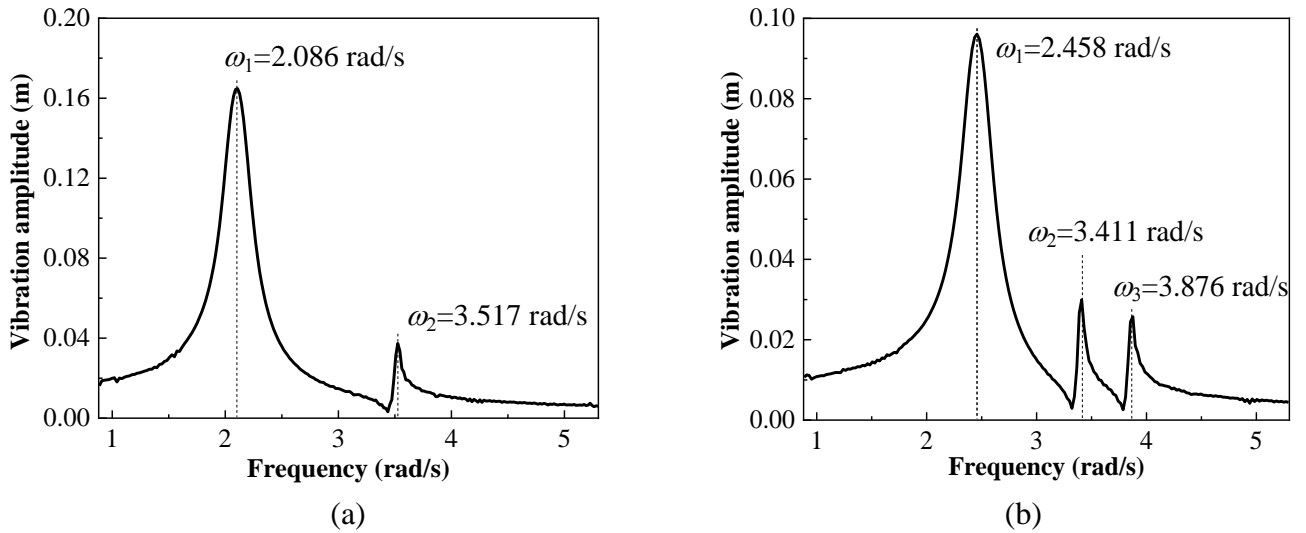 0.20
0.16
0.12
0.08
0.04
0.00
Vibration amplitude (m)
ω1=2.086 rad/s
ω2=3.517 rad/s
1 2 3 4 5
Frequency (rad/s)
(a)
0.10
0.08
0.06
0.04
0.02
0.00
Vibration amplitude (m)
ω1=2.458 rad/s
ω2=3.411 rad/s
ω3=3.876 rad/s
1 2 3 4 5
Frequency (rad/s)
(b)